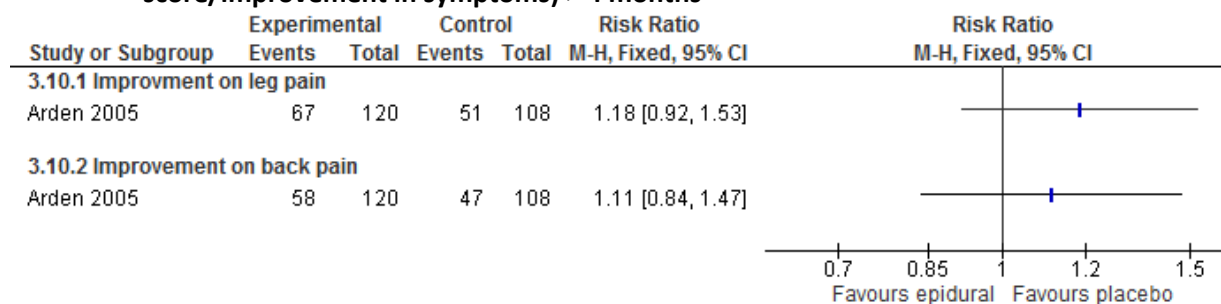 score/improvement in symptoms, > 4 months
Experimental Control Risk Ratio Risk Ratio
Study or Subgroup Events Total Events Total M-H, Fixed, 95% CI M-H, Fixed, 95% CI
3.10.1 Improvment on leg pain
Arden 2005 67 120 51 108 1.18 [0.92, 1.53]
3.10.2 Improvement on back pain
Arden 2005 58 120 47 108 1.11 [0.84, 1.47]
0.7 0.85 1 1.2 1.5
Favours epidural Favours placebo